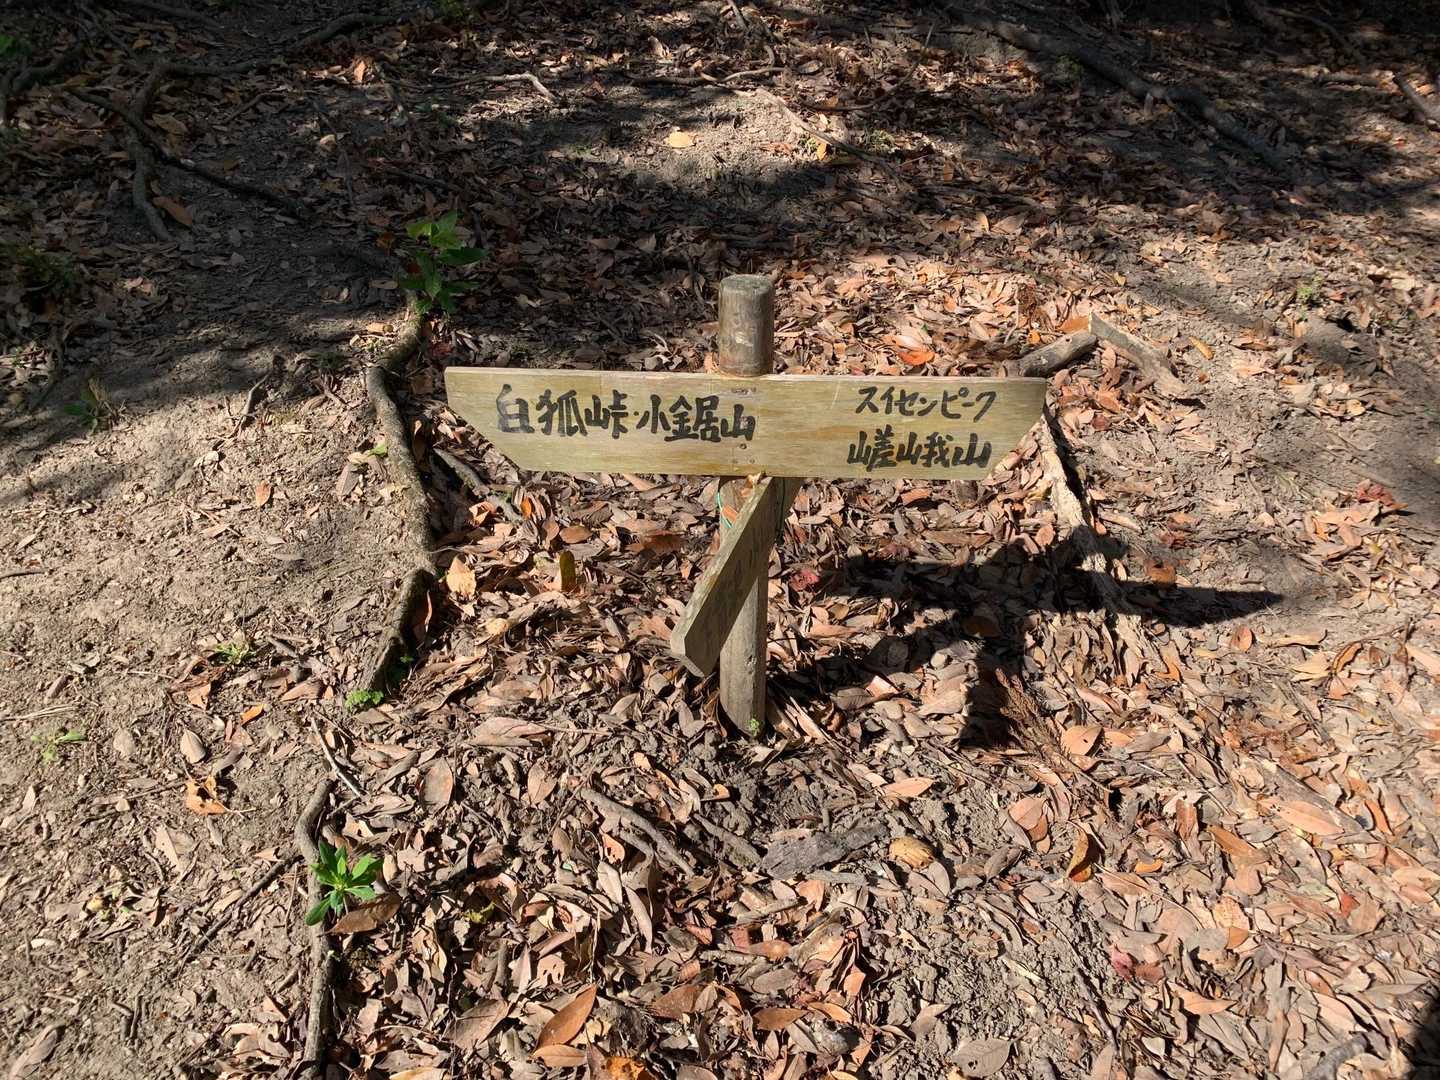 白狐峠・小鋸山
スイセンピーク
嵯峨山